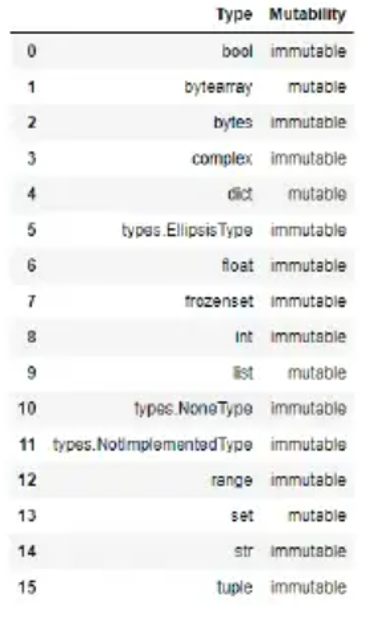 Type Mutability
0 bool immutable
1 bytearray mutable
2 bytes immutable
3 complex immutable
4 dict mutable
5 types.EllipsisType immutable
6 float immutable
7 frozenset immutable
8 int immutable
9 list mutable
10 types.NoneType immutable
11 types.NotImplementedType immutable
12 range immutable
13 set mutable
14 str immutable
15 tuple immutable